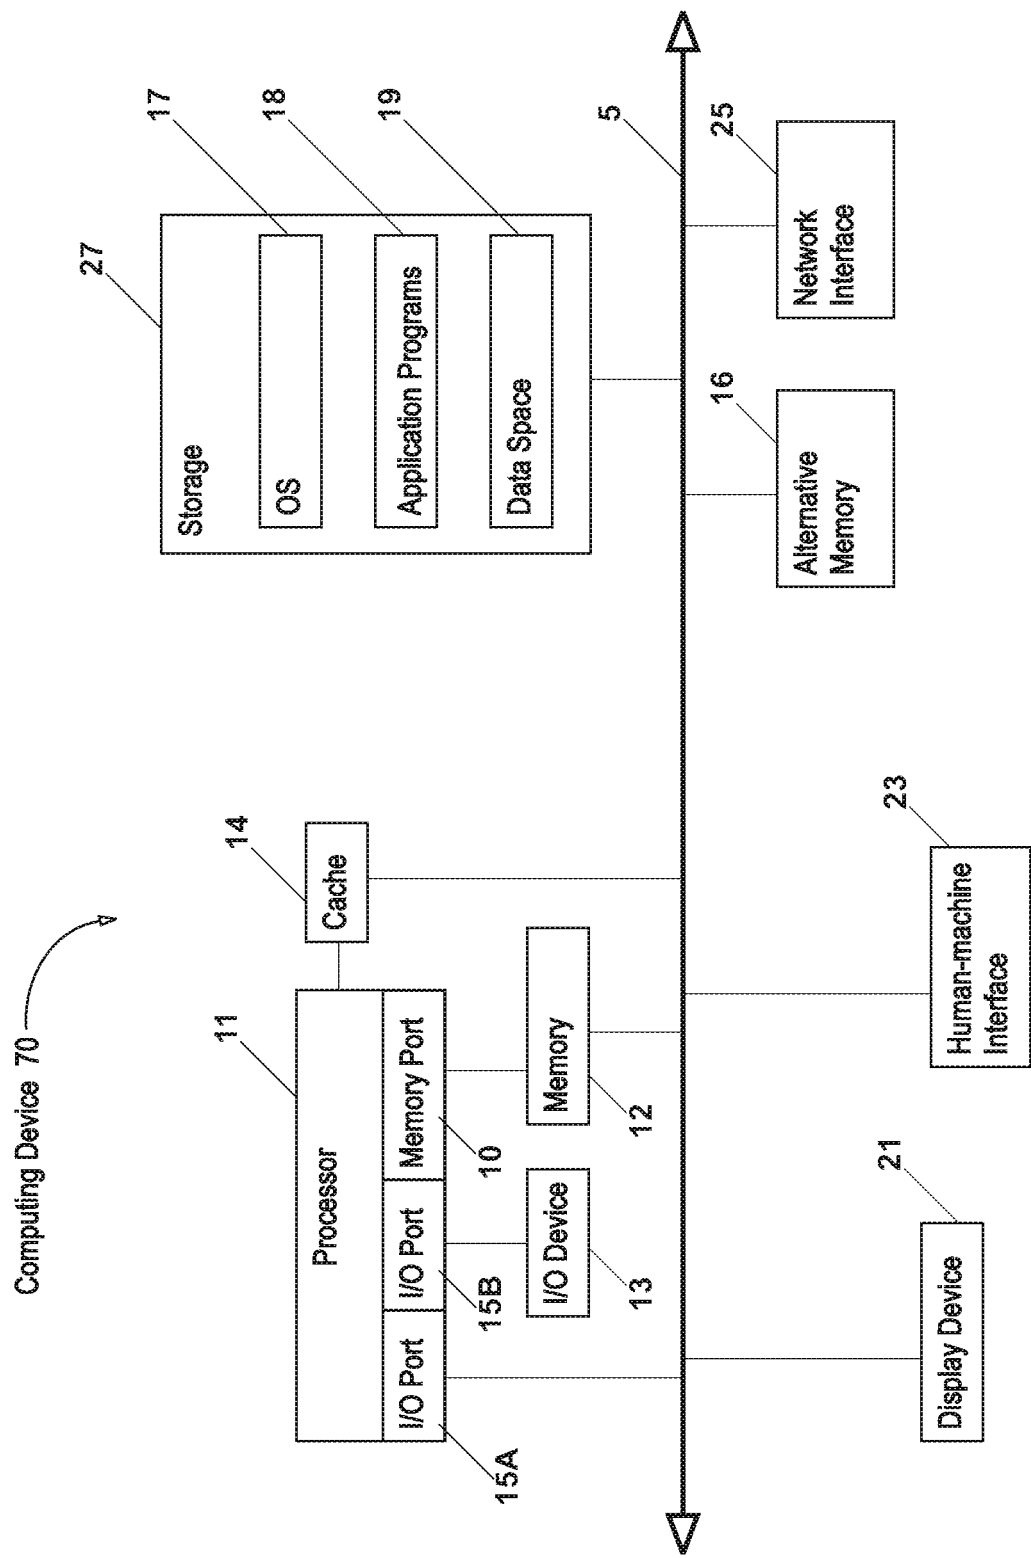 Computing Device 70
11
Processor
I/O Port
I/O Port
Memory Port
14
Cache
15A
15B
10
I/O Device
Memory
13
12
27
Storage
17
OS
18
Application Programs
19
Data Space
5
21
Display Device
23
Human-machine
Interface
16
Alternative
Memory
25
Network
Interface